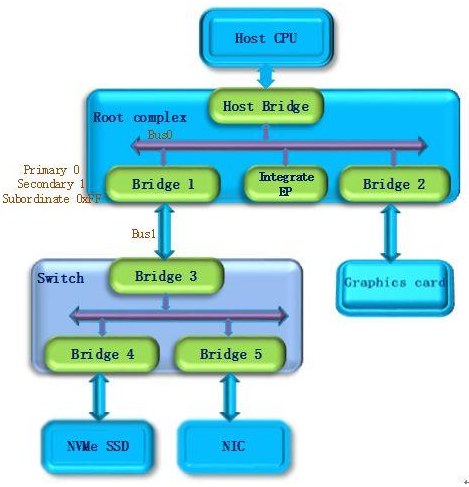 Host CPU
Host Bridge
Root complex
Bus0
Primary 0
Secondary 1
Subordinate 0xFF
Bridge 1
Integrate
EP
Bridge 2
Bus1
Switch
Bridge 3
Graphics card
Bridge 4
Bridge 5
NVMe SSD
NIC